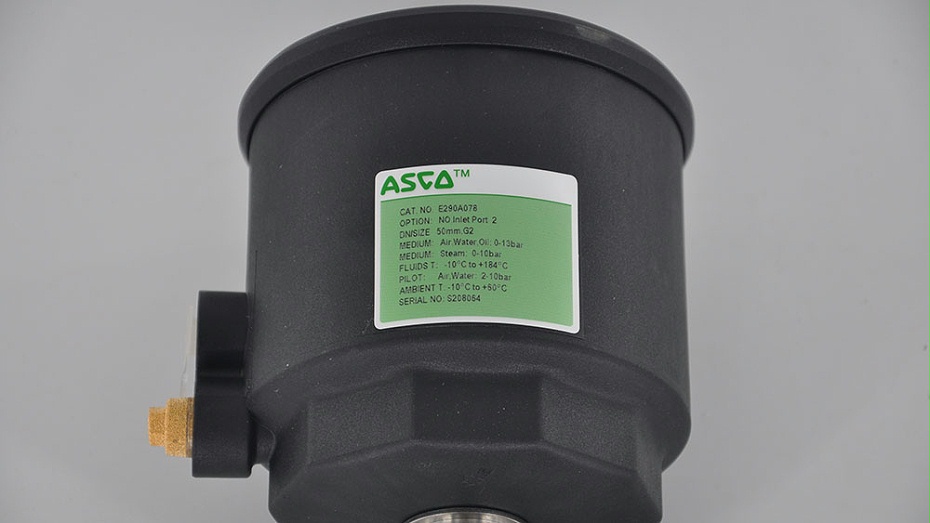 ASCO™
CAT. NO E290A078
OPTION: NO.Inlet Port 2
DN/SIZE 50mm.G2
MEDIUM: Air,Water,Oil: 0-13bar
MEDIUM: Steam: 0-10bar
FLUIDS T: -10°C to +184°C
PILOT: Air,Water: 2-10bar
AMBIENT T: -10°C to +60°C
SERIAL NO: S208064